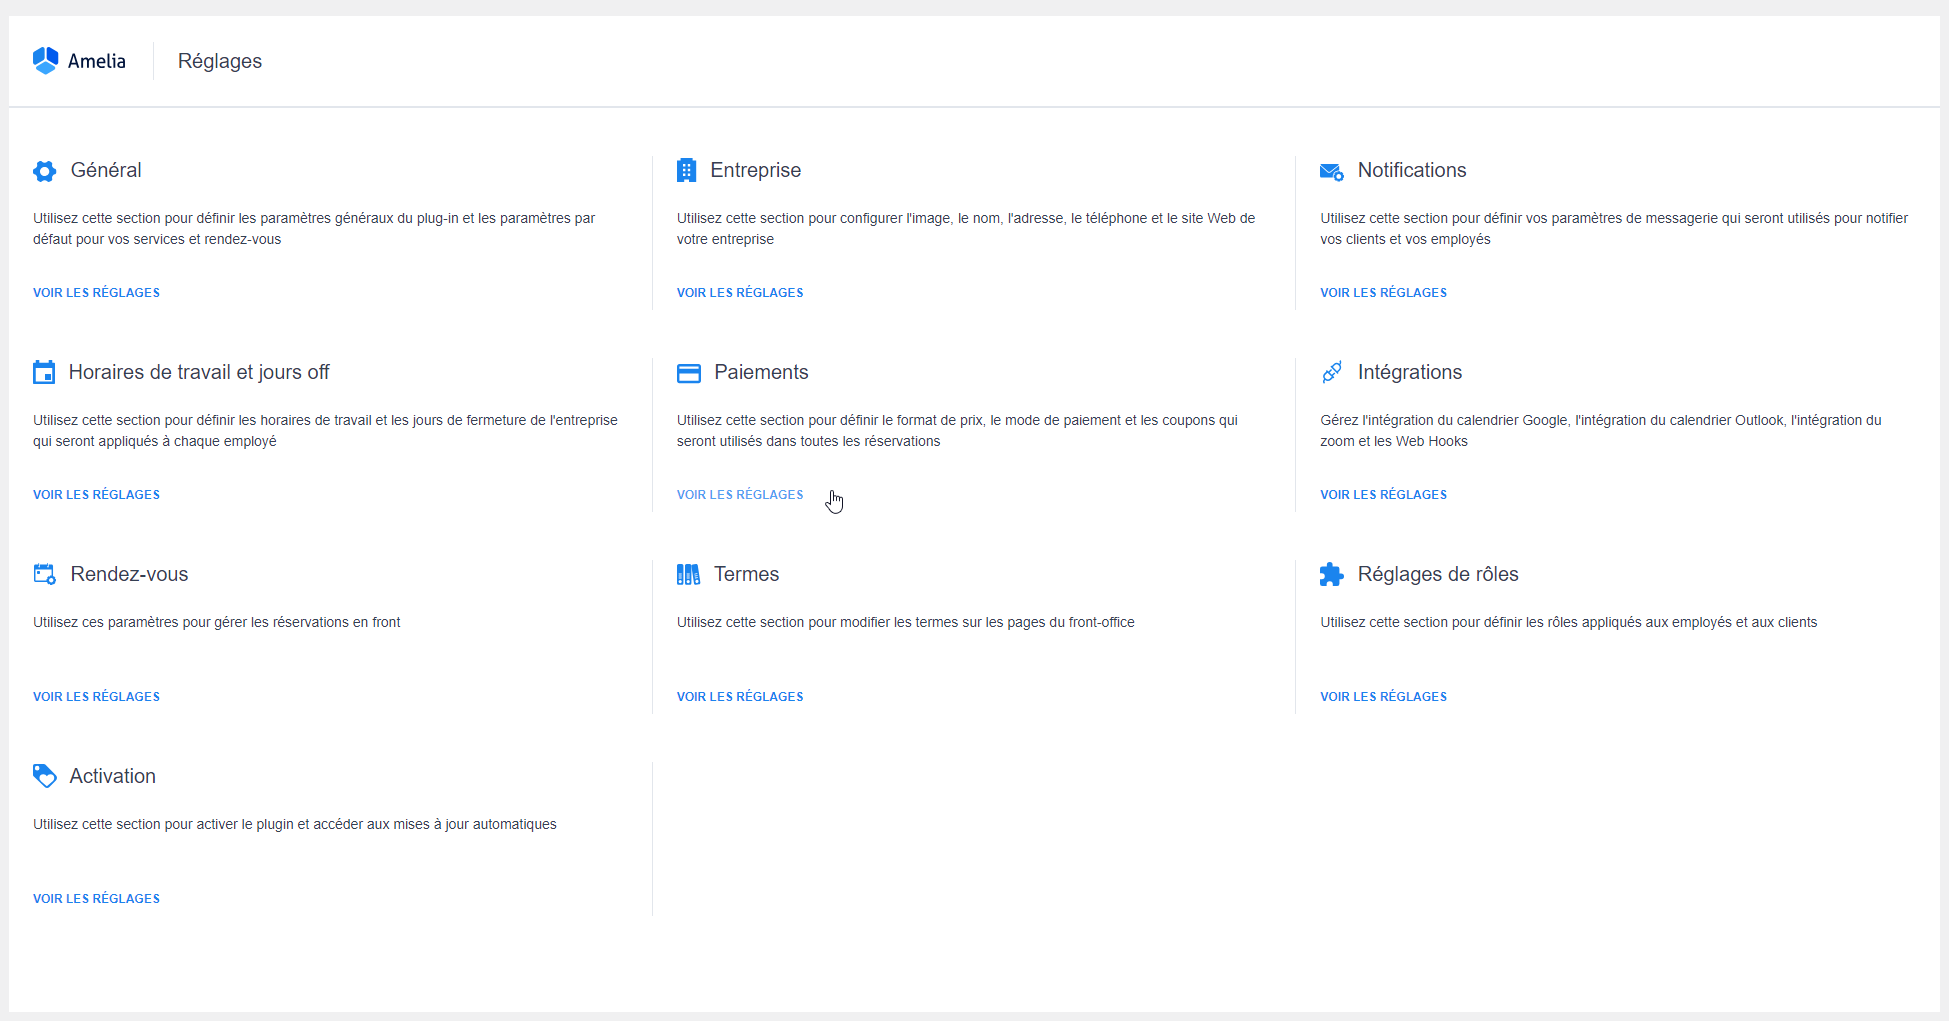 Amelia
Réglages
Général
Utilisez cette section pour définir les paramètres généraux du plug-in et les paramètres par
défaut pour vos services et rendez-vous
VOIR LES RÉGLAGES
Entreprise
Utilisez cette section pour configurer l'image, le nom, l'adresse, le téléphone et le site Web de
votre entreprise
VOIR LES RÉGLAGES
Notifications
Utilisez cette section pour définir vos paramètres de messagerie qui seront utilisés pour notifier
vos clients et vos employés
VOIR LES RÉGLAGES
Horaires de travail et jours off
Utilisez cette section pour définir les horaires de travail et les jours de fermeture de l'entreprise
qui seront appliqués à chaque employé
VOIR LES RÉGLAGES
Paiements
Utilisez cette section pour définir le format de prix, le mode de paiement et les coupons qui
seront utilisés dans toutes les réservations
VOIR LES RÉGLAGES
Intégrations
Gérez l'intégration du calendrier Google, l'intégration du calendrier Outlook, l'intégration du
zoom et les Web Hooks
VOIR LES RÉGLAGES
Rendez-vous
Utilisez ces paramètres pour gérer les réservations en front
VOIR LES RÉGLAGES
Termes
Utilisez cette section pour modifier les termes sur les pages du front-office
VOIR LES RÉGLAGES
Réglages de rôles
Utilisez cette section pour définir les rôles appliqués aux employés et aux clients
VOIR LES RÉGLAGES
Activation
Utilisez cette section pour activer le plugin et accéder aux mises à jour automatiques
VOIR LES RÉGLAGES